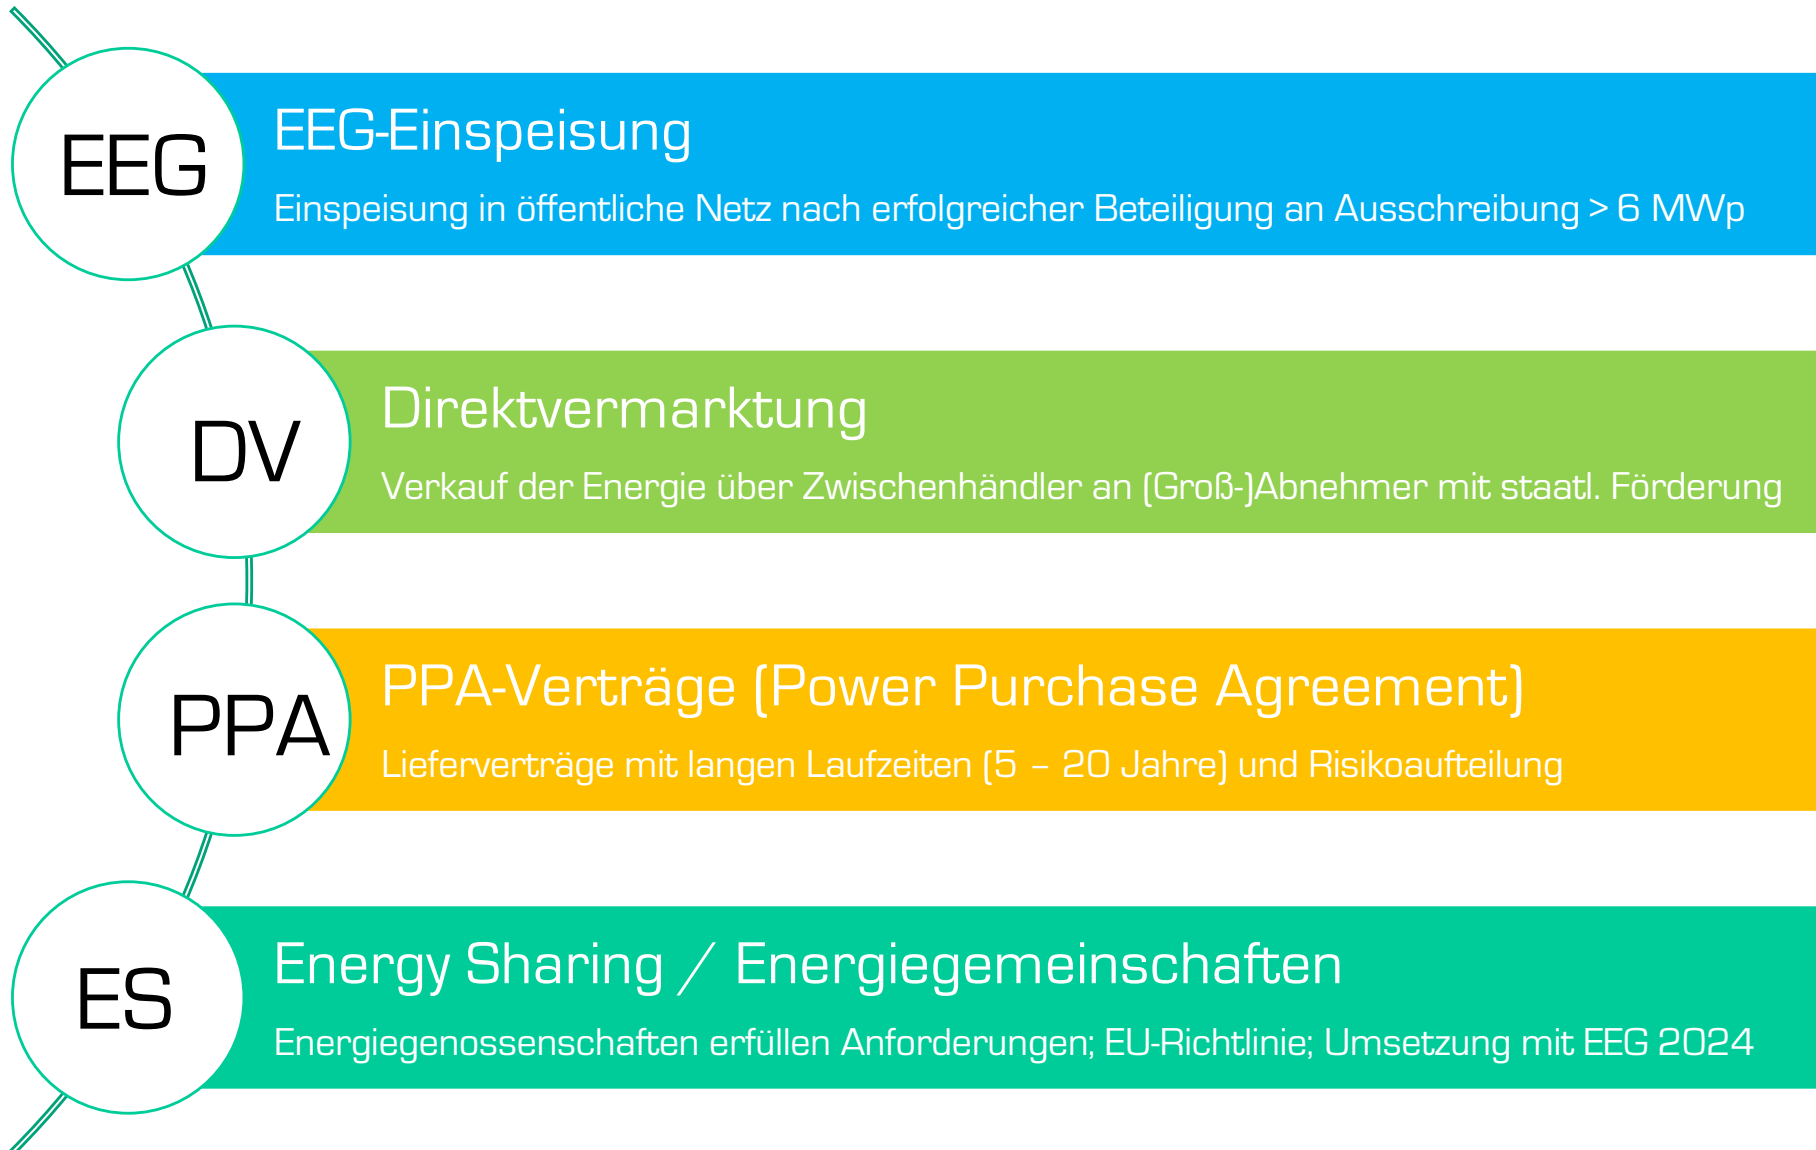 EEG
EEG-Einspeisung
Einspeisung in öffentliche Netz nach erfolgreicher Beteiligung an Ausschreibung > 6 MWp
DV
Direktvermarktung
Verkauf der Energie über Zwischenhändler an (Groß-)Abnehmer mit staatl. Förderung
PPA
PPA-Verträge (Power Purchase Agreement)
Lieferverträge mit langen Laufzeiten (5 – 20 Jahre) und Risikoaufteilung
ES
Energy Sharing / Energiegemeinschaften
Energiegenossenschaften erfüllen Anforderungen; EU-Richtlinie; Umsetzung mit EEG 2024